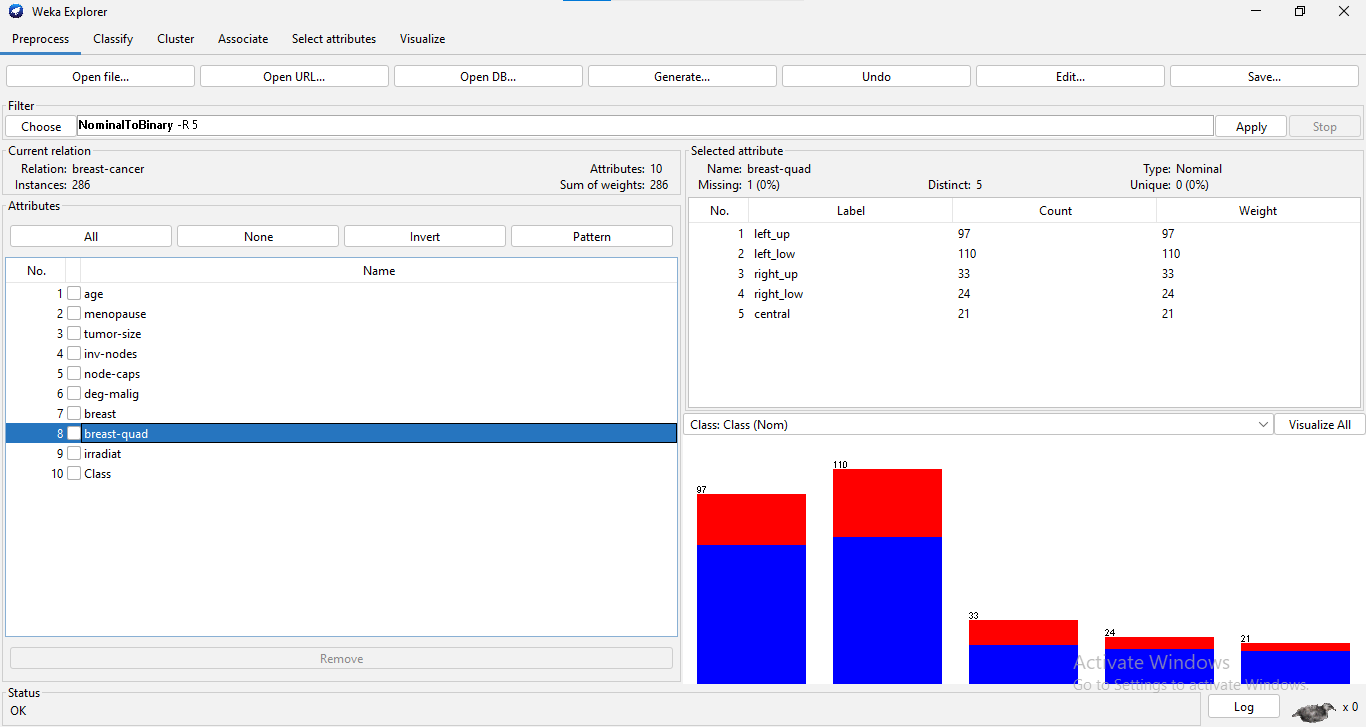 Weka Explorer
Preprocess Classify Cluster Associate Select attributes Visualize
Open file... Open URL... Open DB... Generate... Undo Edit... Save...
Filter
Choose NominalToBinary -R 5 Apply Stop
Current relation
Relation: breast-cancer Attributes: 10
Instances: 286 Sum of weights: 286
Attributes
All None Invert Pattern
No. Name
1 age
2 menopause
3 tumor-size
4 inv-nodes
5 node-caps
6 deg-malig
7 breast
8 breast-quad
9 irradiat
10 Class
Remove
Selected attribute
Name: breast-quad Type: Nominal
Missing: 1 (0%) Distinct: 5 Unique: 0 (0%)
No. Label Count Weight
1 left_up 97 97
2 left_low 110 110
3 right_up 33 33
4 right_low 24 24
5 central 21 21
Class: Class (Nom) Visualize All
97
110
33
24
21
Activate Windows
Go to Settings to activate Windows.
Status
OK
Log x 0